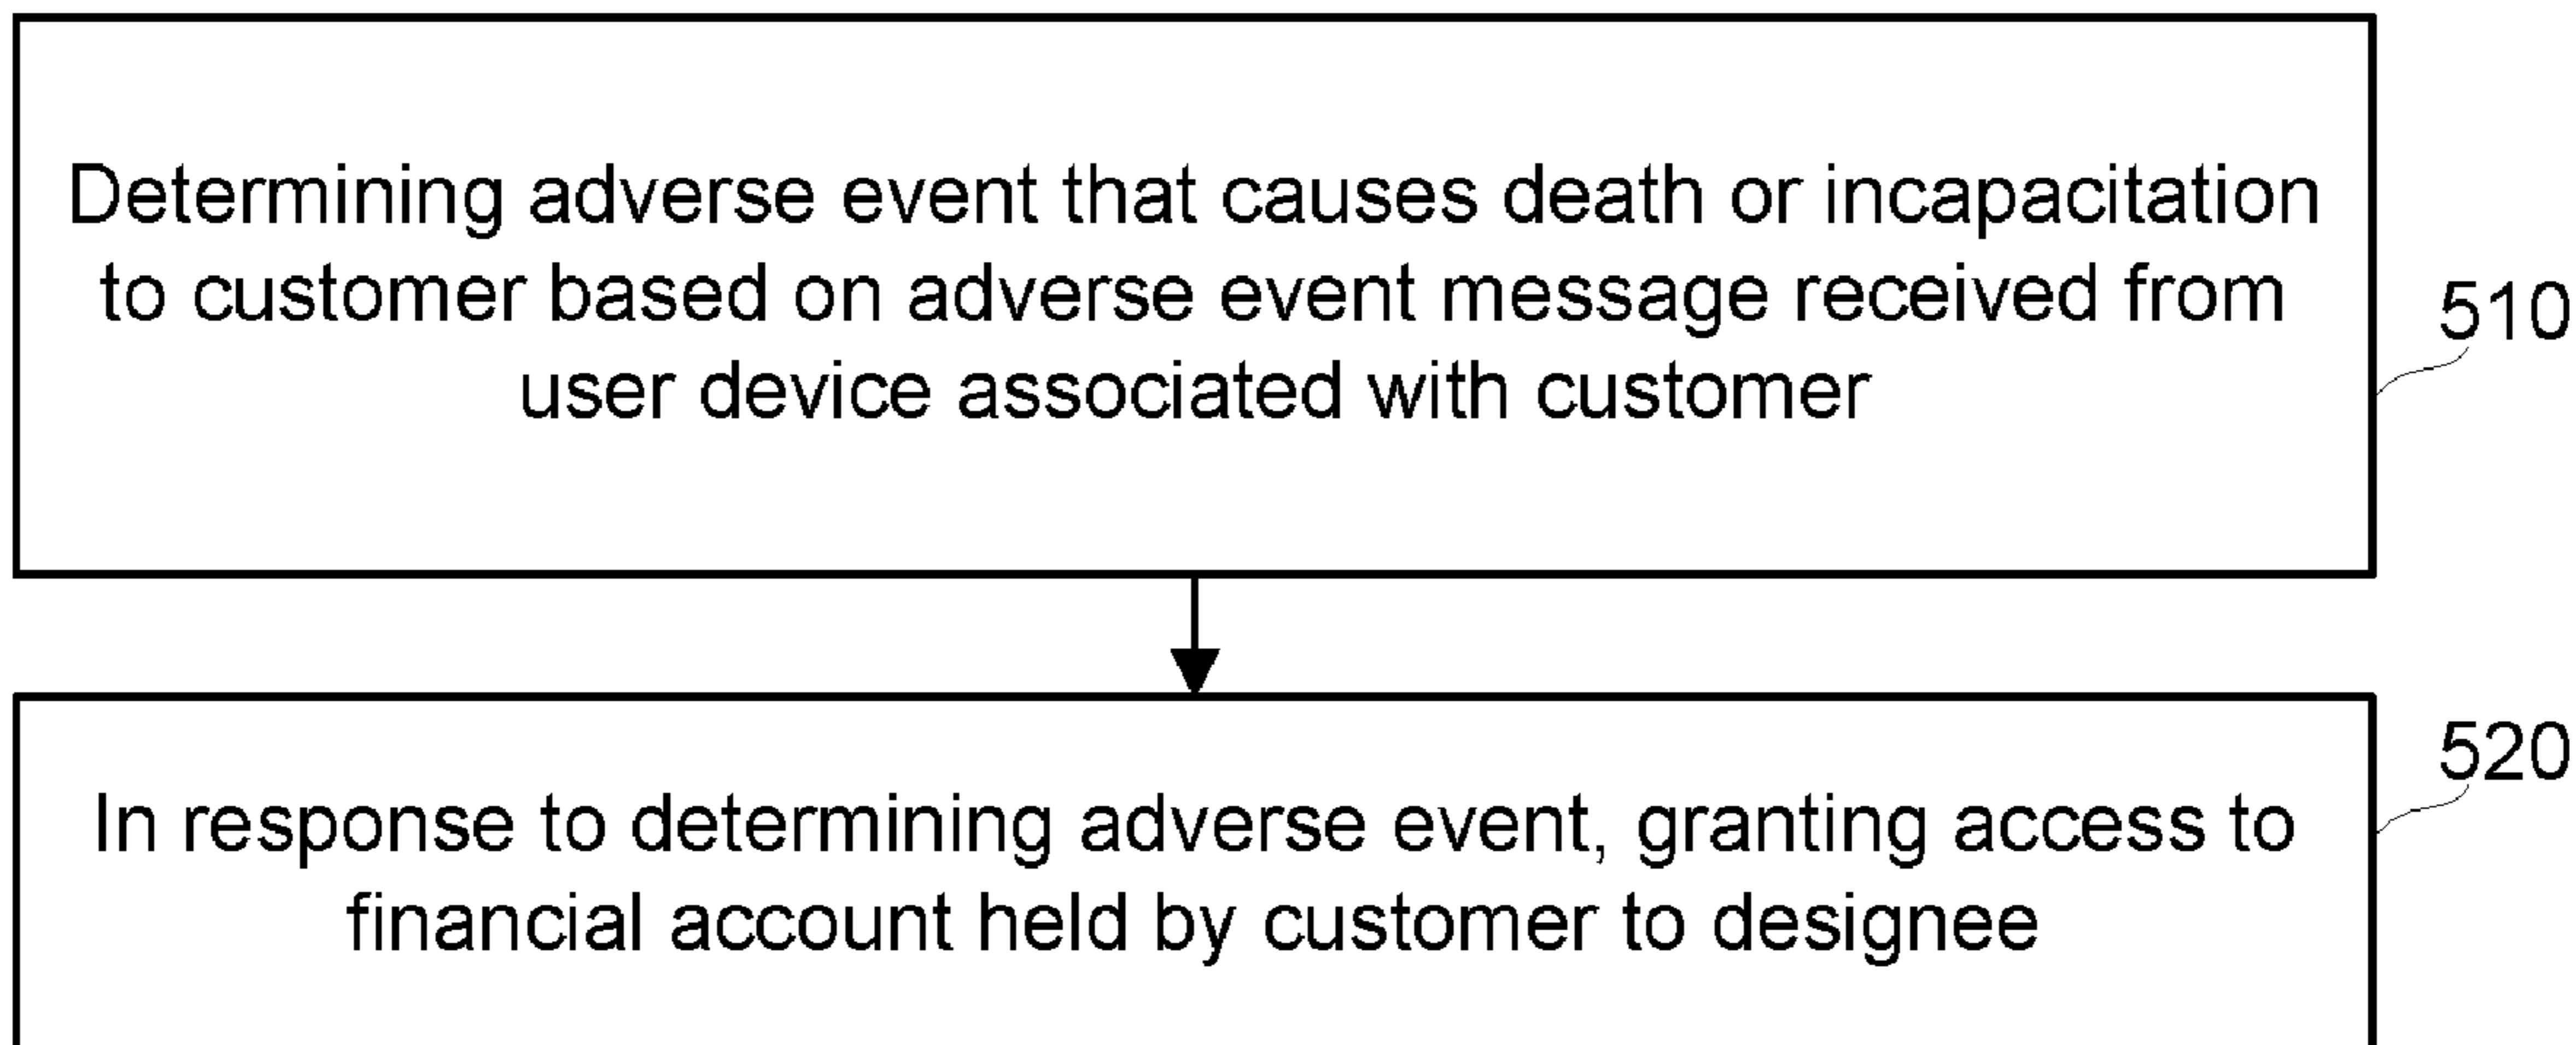 Determining adverse event that causes death or incapacitation
to customer based on adverse event message received from
user device associated with customer
510
520
In response to determining adverse event, granting access to
financial account held by customer to designee